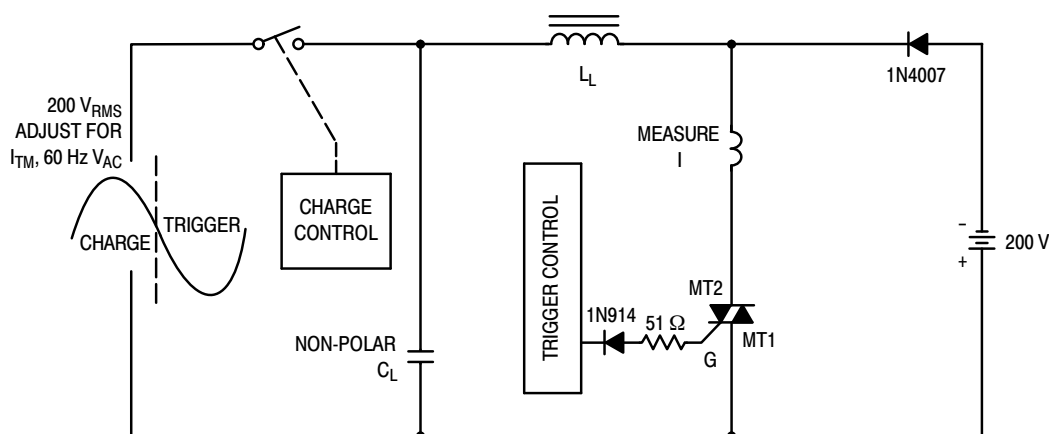 200 V_RMS
ADJUST FOR
I_TM, 60 Hz V_AC
CHARGE
TRIGGER
CHARGE
CONTROL
NON-POLAR
C_L
L_L
TRIGGER CONTROL
1N914
51 Ω
MEASURE
I
MT2
MT1
G
1N4007
-
+
200 V